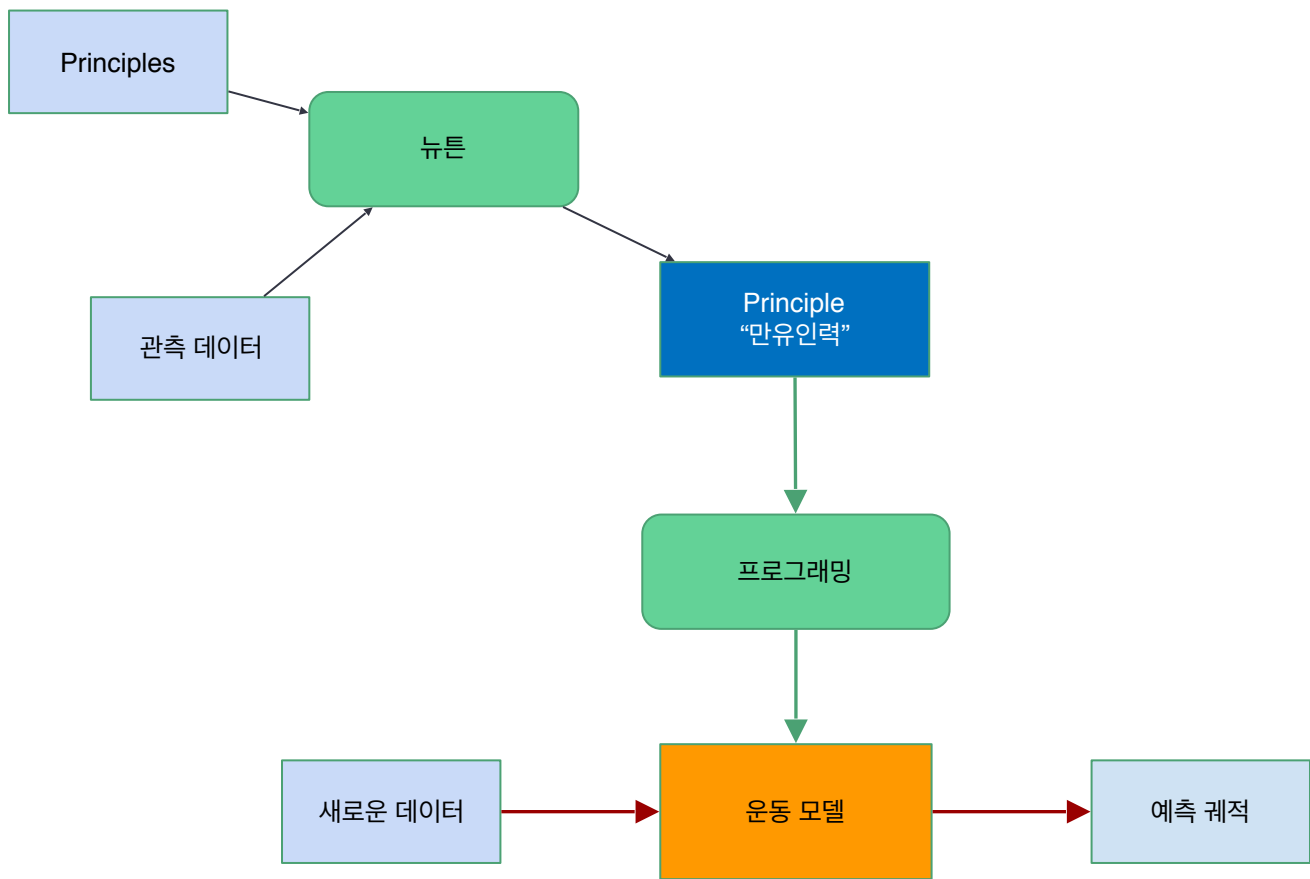 Principles
뉴튼
관측 데이터
Principle
“만유인력”
프로그래밍
새로운 데이터
운동 모델
예측 궤적